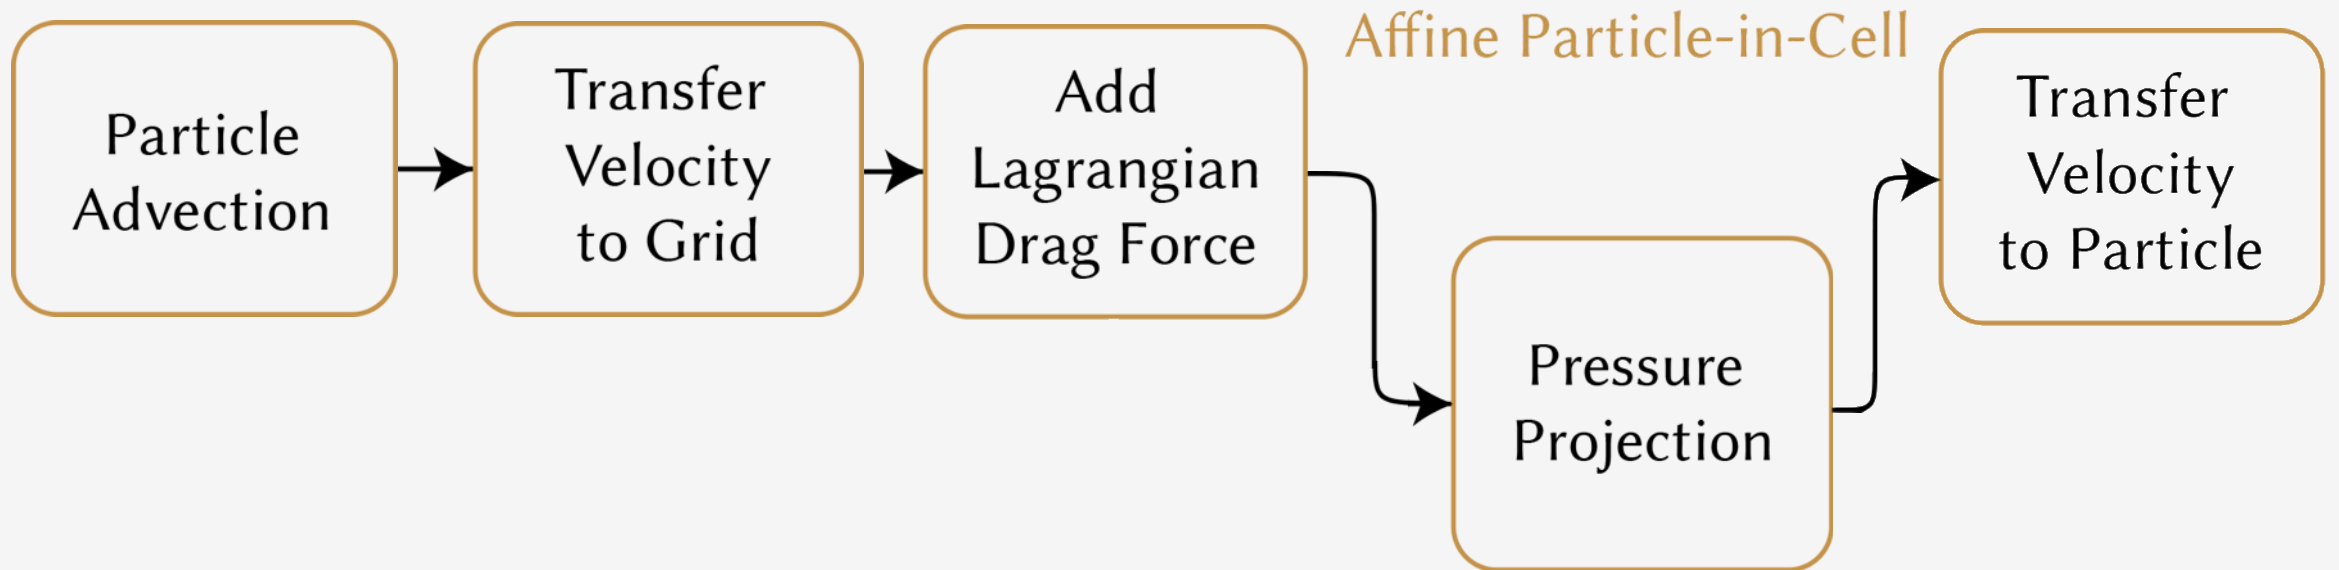 Particle
Advection
Transfer
Velocity
to Grid
Add
Lagrangian
Drag Force
Affine Particle-in-Cell
Pressure
Projection
Transfer
Velocity
to Particle